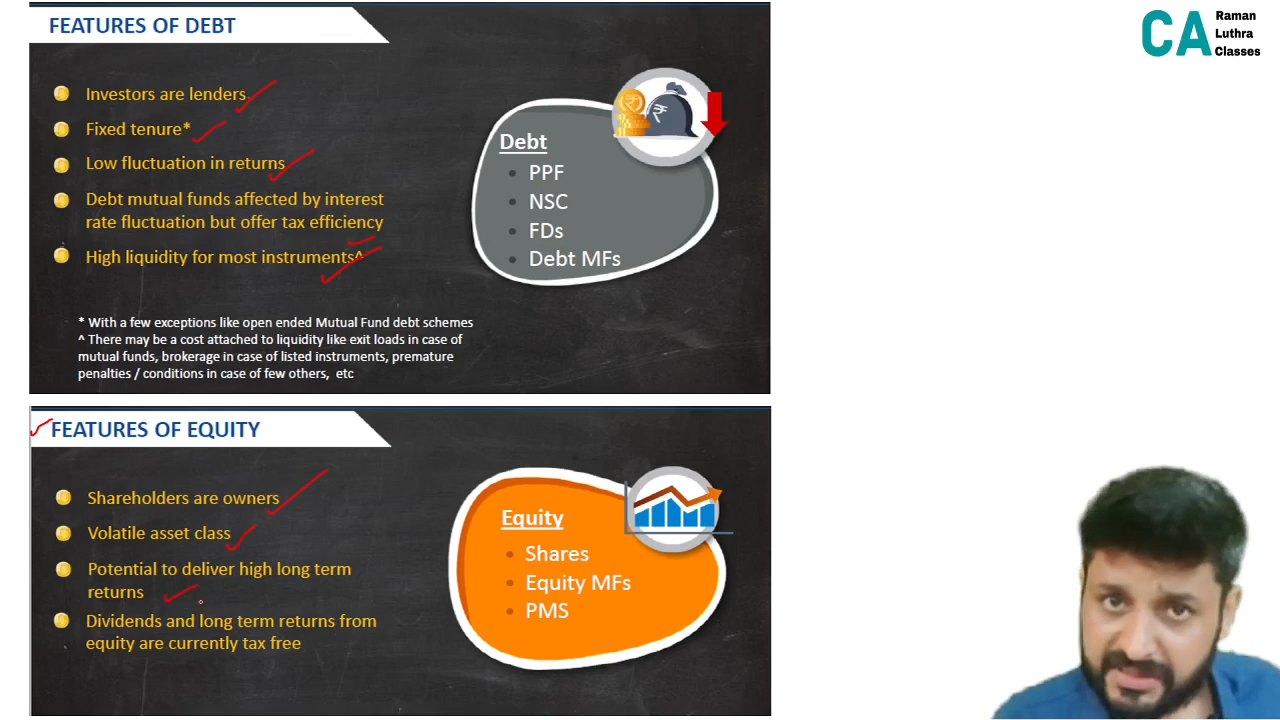 FEATURES OF DEBT
Investors are lenders
Fixed tenure*
Low fluctuation in returns
Debt mutual funds affected by interest
rate fluctuation but offer tax efficiency
High liquidity for most instruments^
* With a few exceptions like open ended Mutual Fund debt schemes
^ There may be a cost attached to liquidity like exit loads in case of
mutual funds, brokerage in case of listed instruments, premature
penalties / conditions in case of few others, etc
Debt
PPF
NSC
FDs
Debt MFs
CA Raman
Luthra
Classes
FEATURES OF EQUITY
Shareholders are owners
Volatile asset class
Potential to deliver high long term
returns
Dividends and long term returns from
equity are currently tax free
Equity
Shares
Equity MFs
PMS